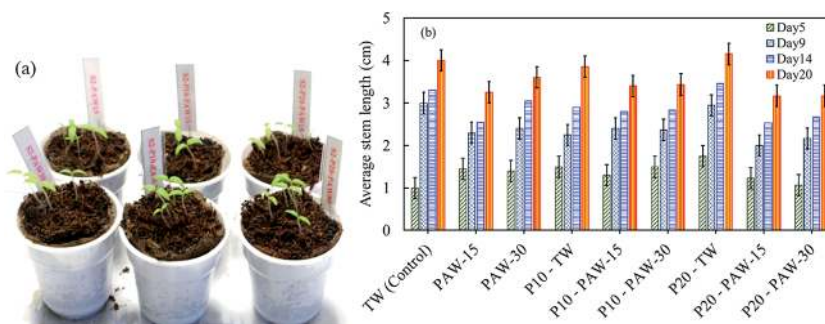 (a)
(b)
Day5
Day9
Day14
Day20
Average stem length (cm)
5
4
3
2
1
0
TW (Control)
PAW-15
PAW-30
P10 - TW
P10 - PAW-15
P10 - PAW-30
P20 - TW
P20 - PAW-15
P20 - PAW-30